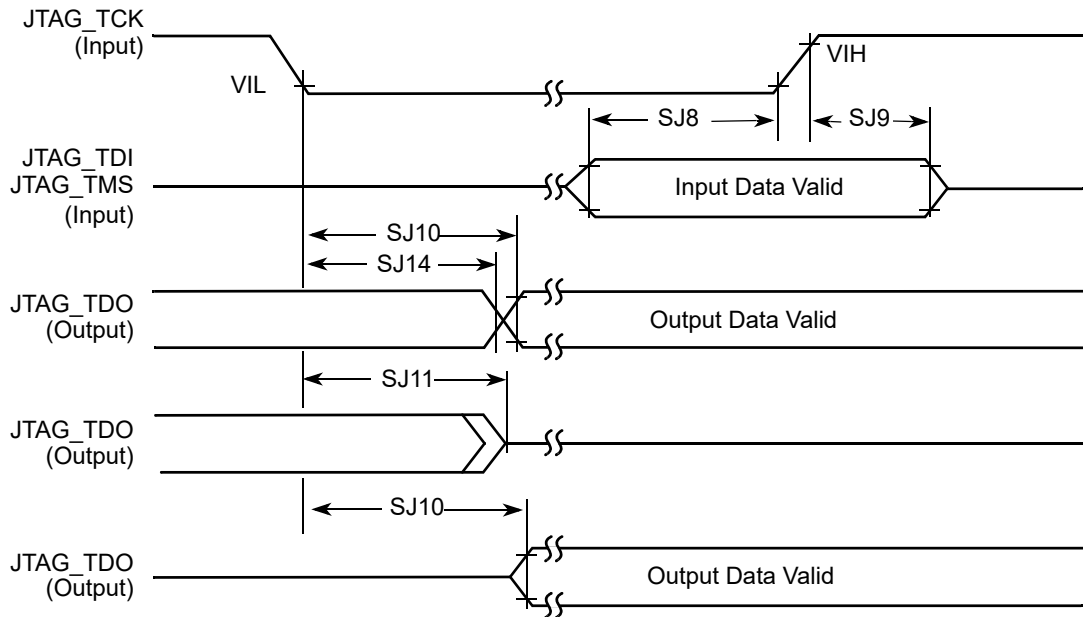 JTAG_TCK
(Input)
VIL
VIH
SJ8
SJ9
JTAG_TDI
JTAG_TMS
(Input)
Input Data Valid
SJ10
SJ14
JTAG_TDO
(Output)
Output Data Valid
SJ11
JTAG_TDO
(Output)
SJ10
JTAG_TDO
(Output)
Output Data Valid